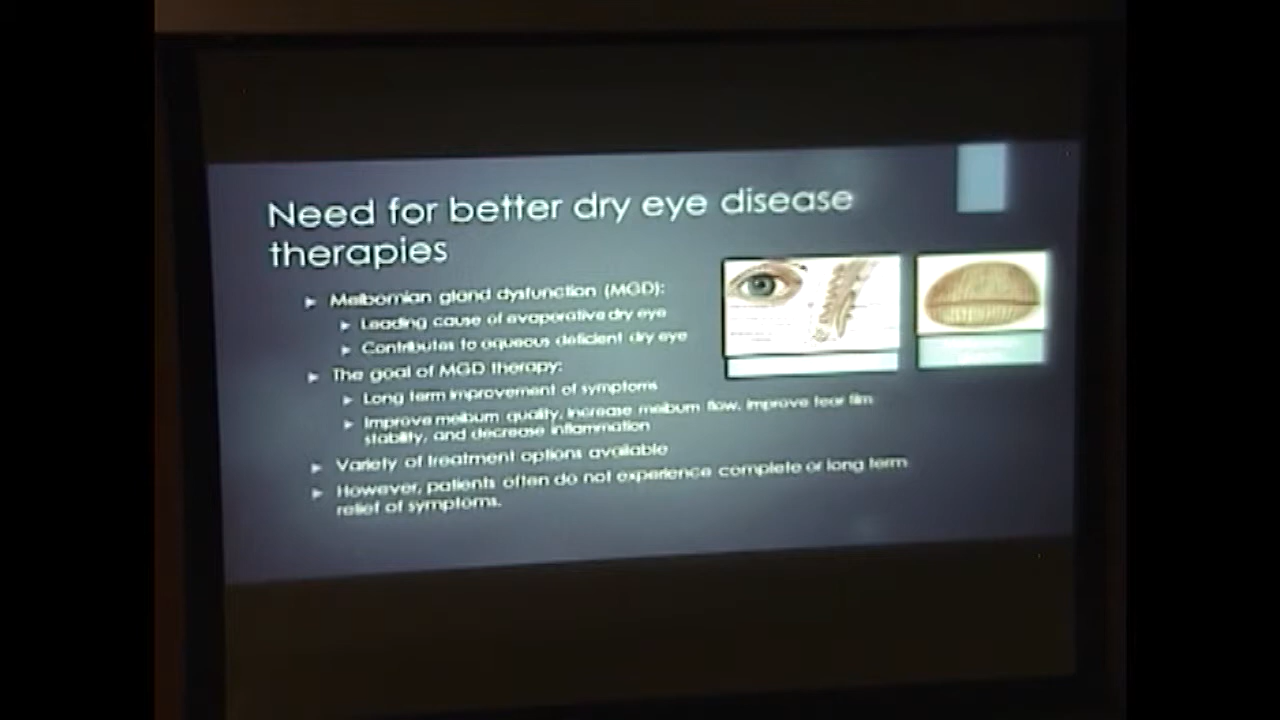 Need for better dry eye disease
therapies
Meibomian gland dysfunction (MGD):
Leading cause of evaporative dry eye
Contributes to aqueous deficient dry eye
The goal of MGD therapy:
Long term improvement of symptoms
Improve meibum quality, increase meibum flow, improve tear film
stability, and decrease inflammation
Variety of treatment options available
However, patients often do not experience complete or long term
relief of symptoms.